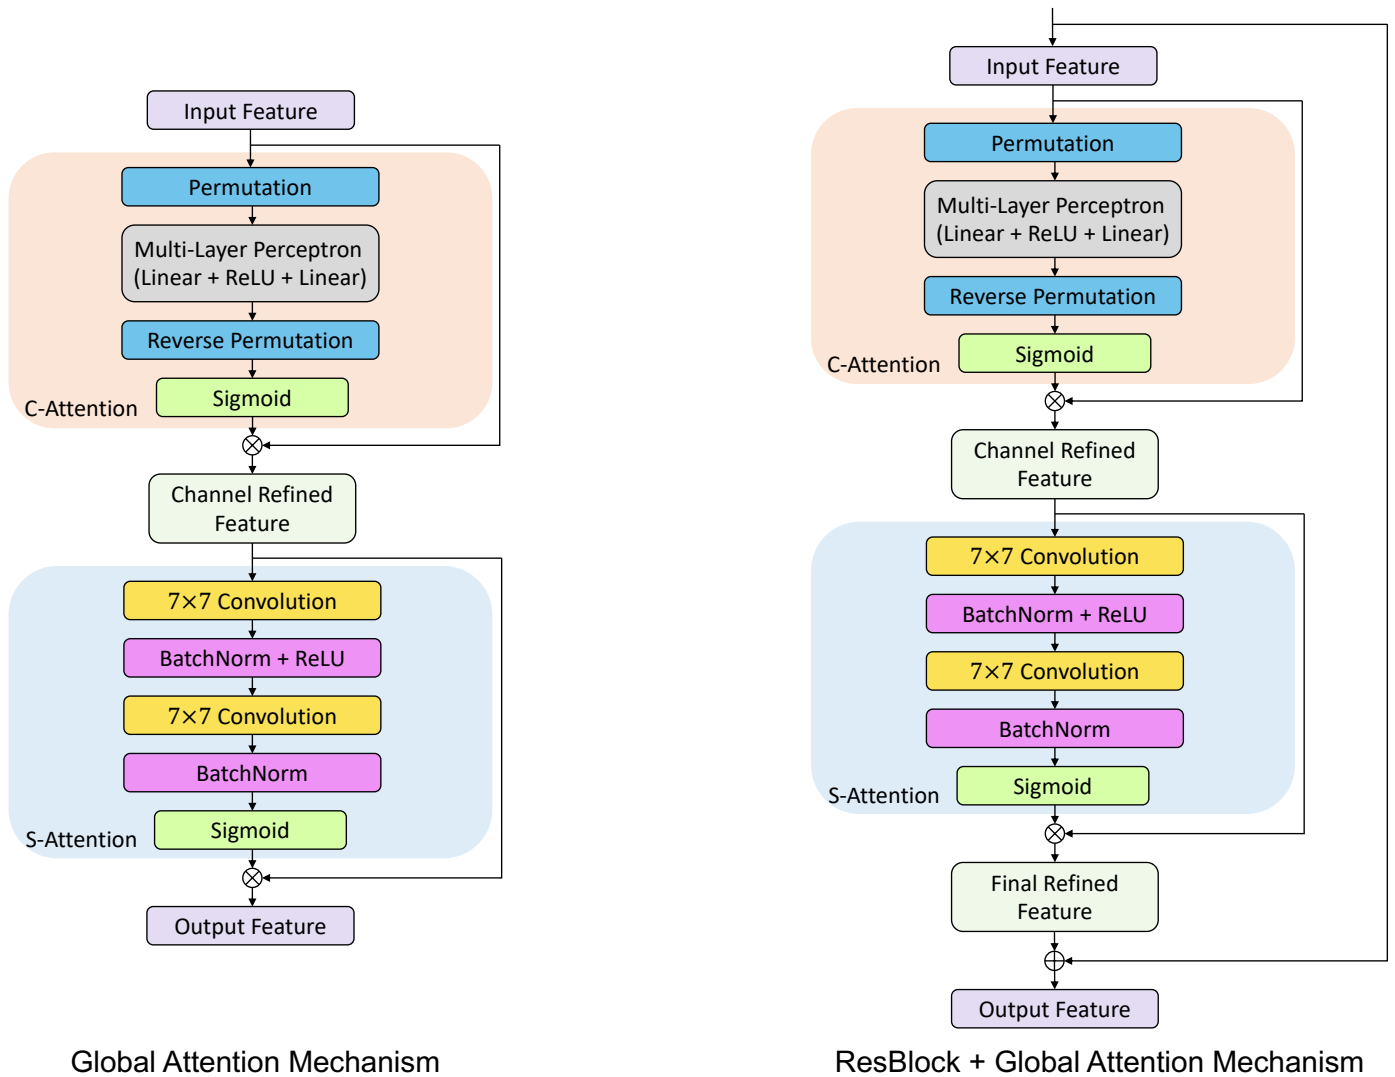 Input Feature
Permutation
Multi-Layer Perceptron
(Linear + ReLU + Linear)
Reverse Permutation
Sigmoid
C-Attention
Channel Refined
Feature
7×7 Convolution
BatchNorm + ReLU
7×7 Convolution
BatchNorm
Sigmoid
S-Attention
Output Feature
Global Attention Mechanism
Input Feature
Permutation
Multi-Layer Perceptron
(Linear + ReLU + Linear)
Reverse Permutation
Sigmoid
C-Attention
Channel Refined
Feature
7×7 Convolution
BatchNorm + ReLU
7×7 Convolution
BatchNorm
Sigmoid
S-Attention
Final Refined
Feature
Output Feature
ResBlock + Global Attention Mechanism